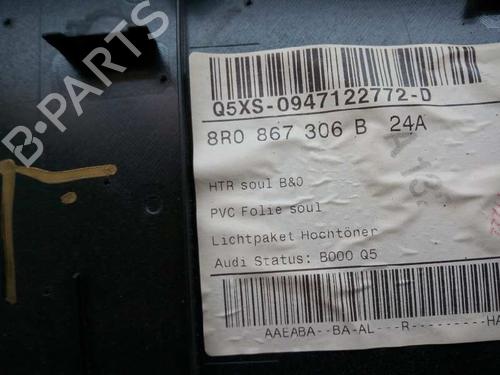 B-PARTS
Q5XS-0947122772-D
8R0 867 306 B 24A
HTR soul B&O
PVC Folie soul
Lichtpaket Hochtöner
Audi Status: B000 Q5
AAEABA--BA-AL---R---------HA